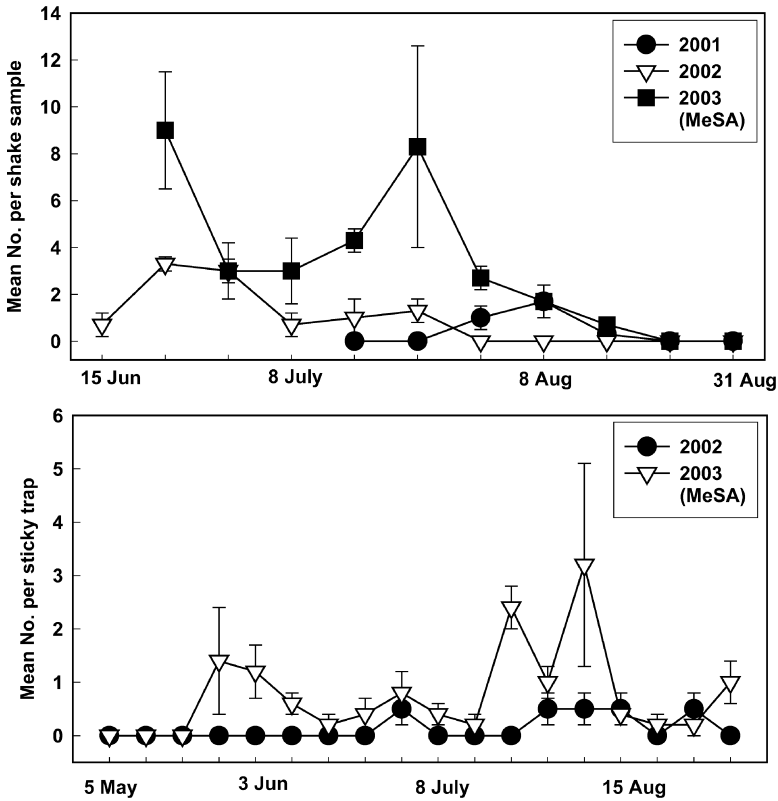 Mean No. per shake sample
14
12
10
8
6
4
2
0
2001
2002
2003
(MeSA)
15 Jun
8 July
8 Aug
31 Aug
Mean No. per sticky trap
6
5
4
3
2
1
0
2002
2003
(MeSA)
5 May
3 Jun
8 July
15 Aug